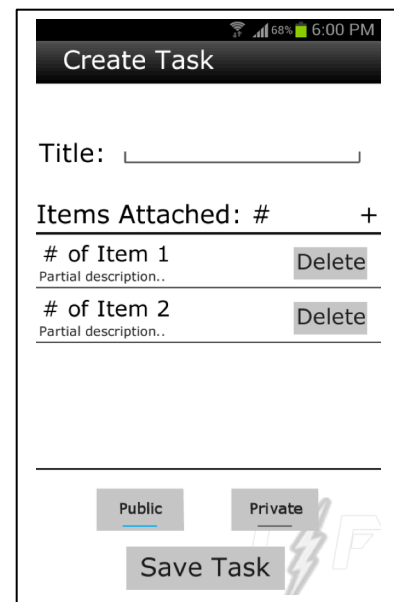 68% 6:00 PM
Create Task
Title:
Items Attached: # +
# of Item 1
Partial description..
Delete
# of Item 2
Partial description..
Delete
Public Private
Save Task